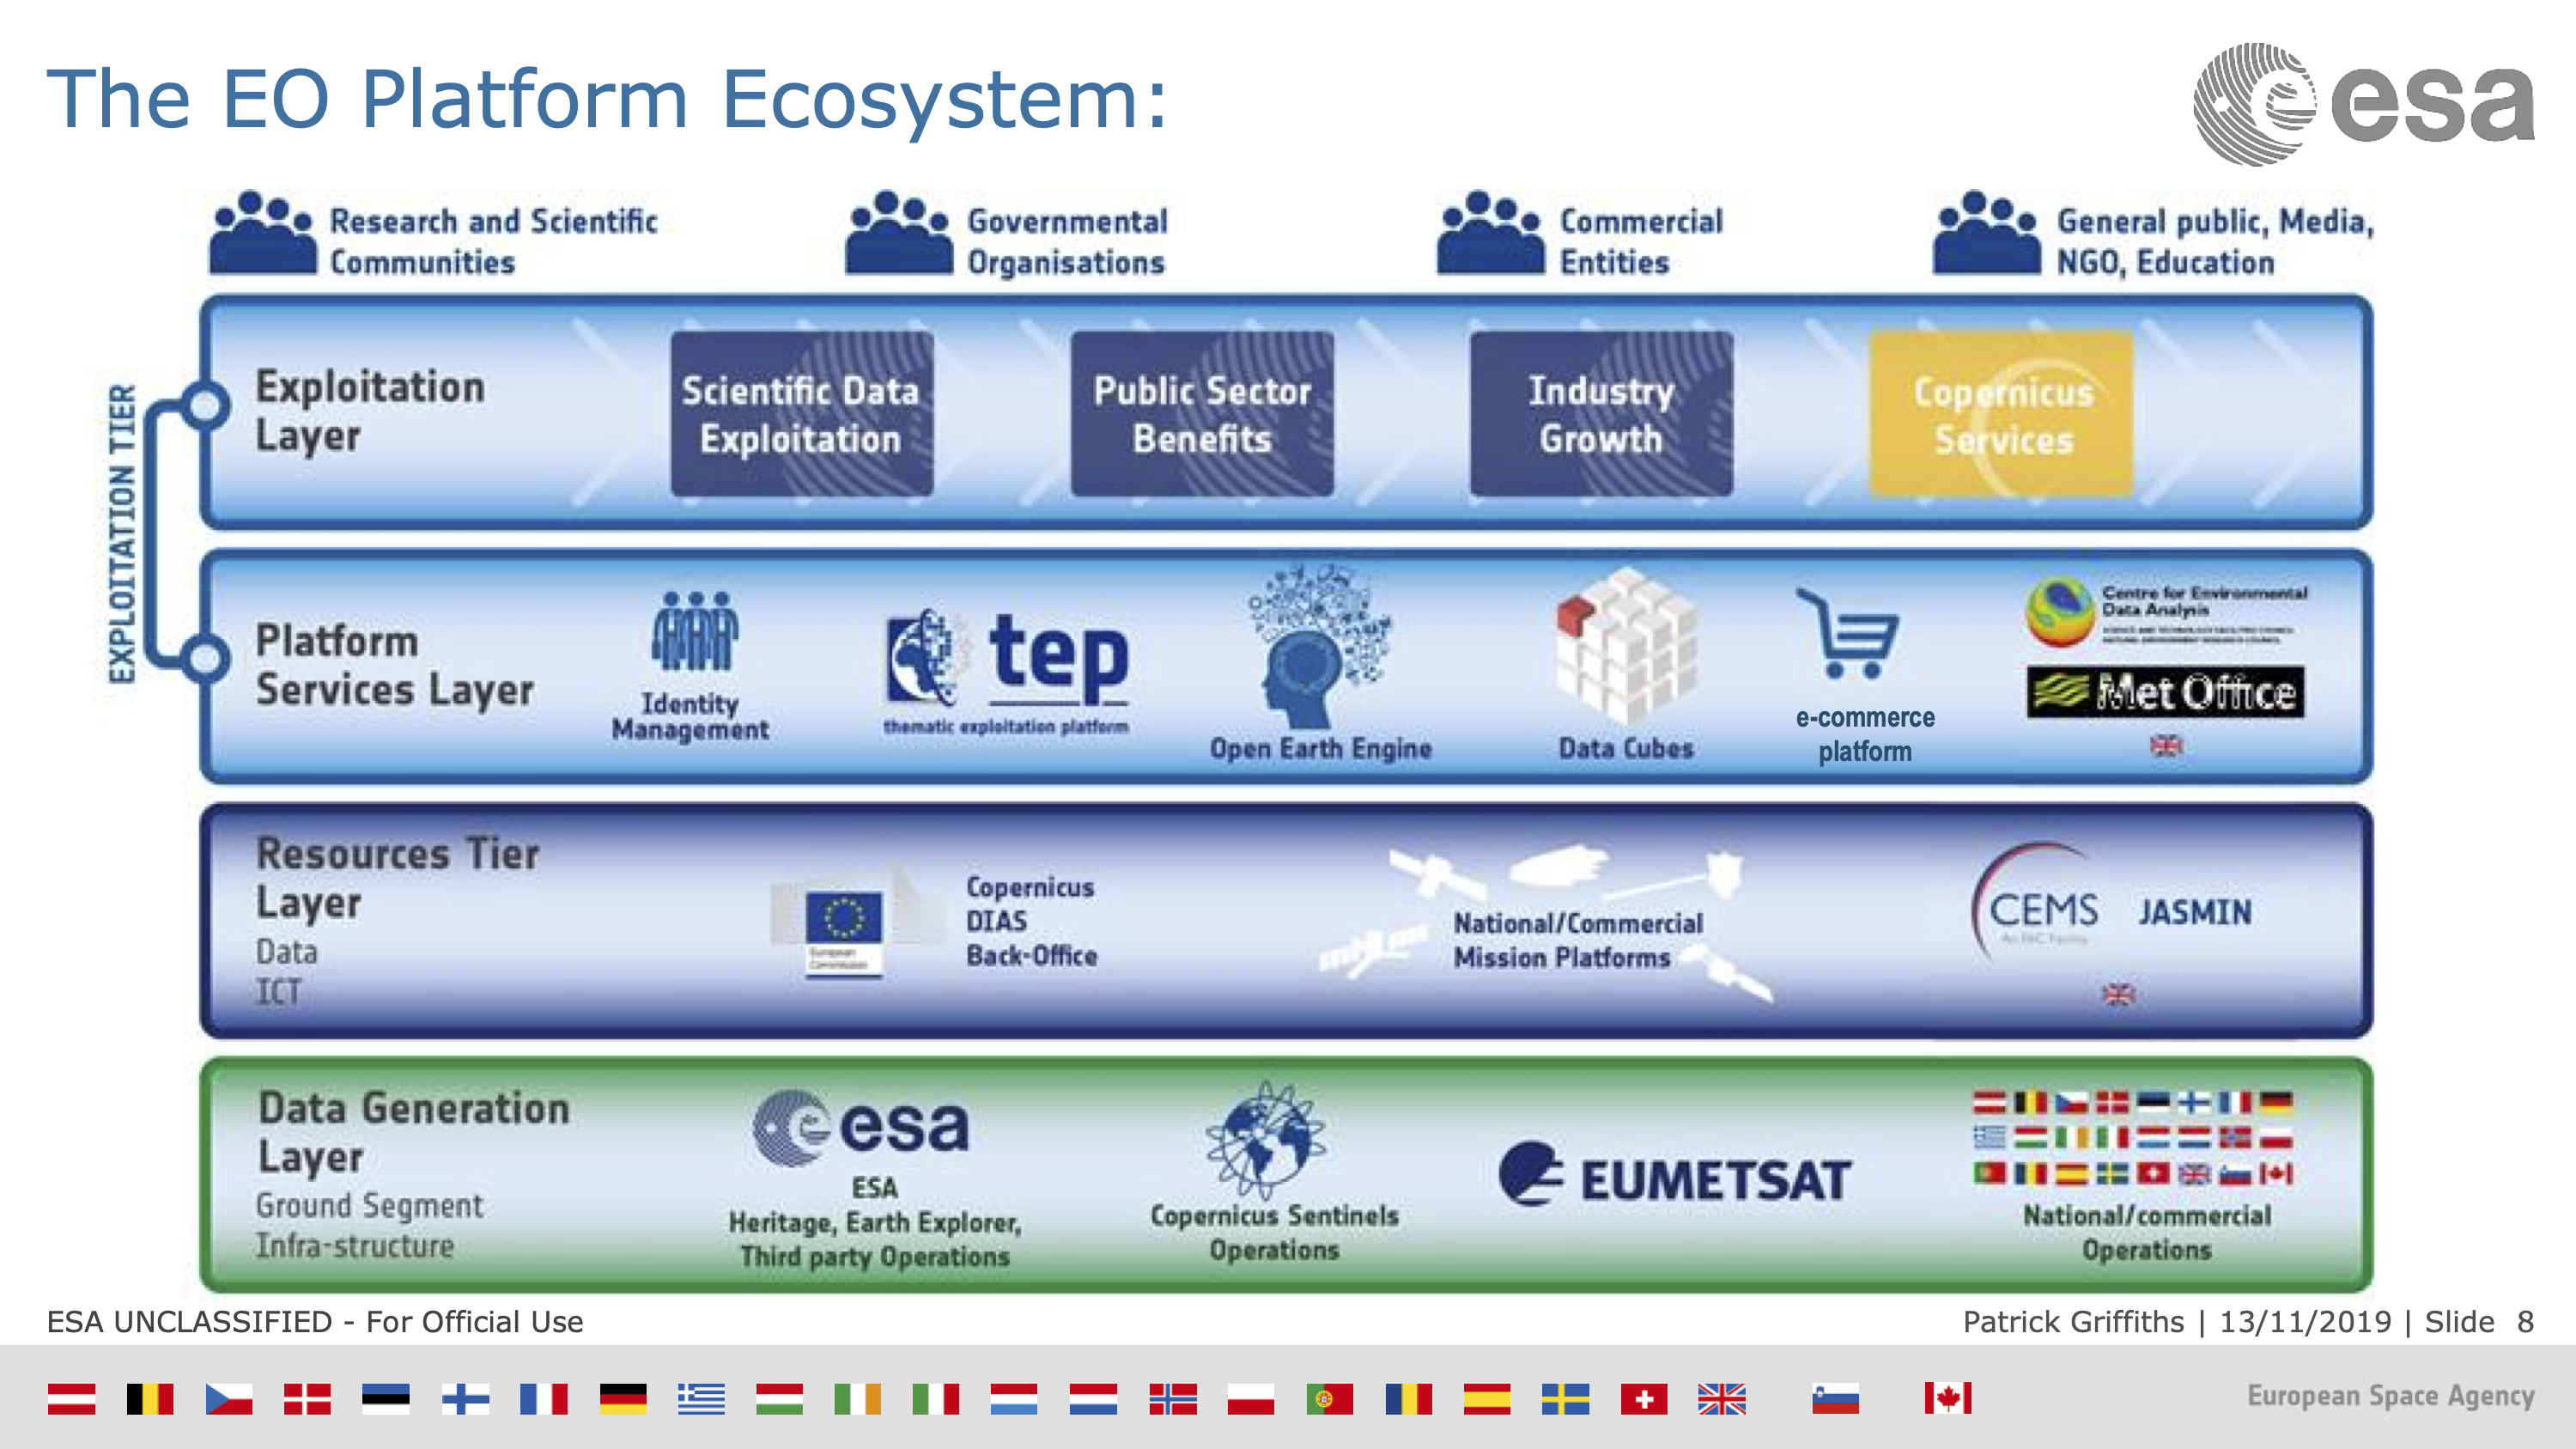 The EO Platform Ecosystem:
esa
Research and Scientific
Communities
Governmental
Organisations
Commercial
Entities
General public, Media,
NGO, Education
EXPLOITATION TIER
Exploitation
Layer
Scientific Data
Exploitation
Public Sector
Benefits
Industry
Growth
Copernicus
Services
Platform
Services Layer
Identity
Management
tep
thematic exploitation platform
Open Earth Engine
Data Cubes
e-commerce
platform
Centre for Environmental
Data Analysis
Met Office
Resources Tier
Layer
Data
ICT
European
Commission
Copernicus
DIAS
Back-Office
National/Commercial
Mission Platforms
CEMS
JASMIN
Data Generation
Layer
Ground Segment
Infra-structure
esa
ESA
Heritage, Earth Explorer,
Third party Operations
Copernicus Sentinels
Operations
EUMETSAT
National/commercial
Operations
ESA UNCLASSIFIED - For Official Use
Patrick Griffiths | 13/11/2019 | Slide 8
European Space Agency